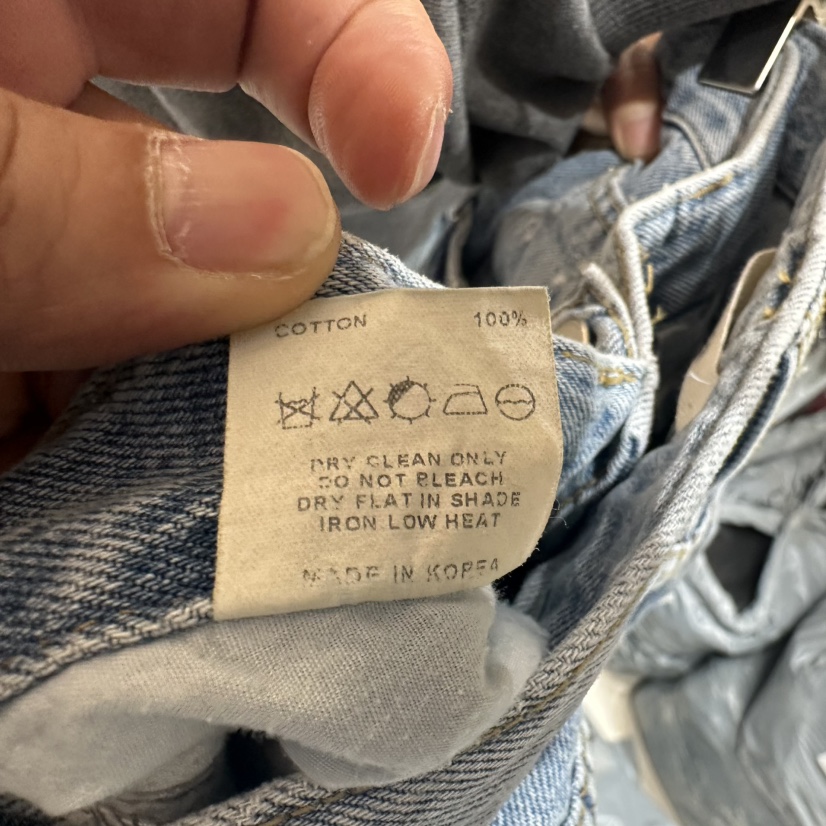 COTTON 100%
DRY CLEAN ONLY
DO NOT BLEACH
DRY FLAT IN SHADE
IRON LOW HEAT
MADE IN KOREA